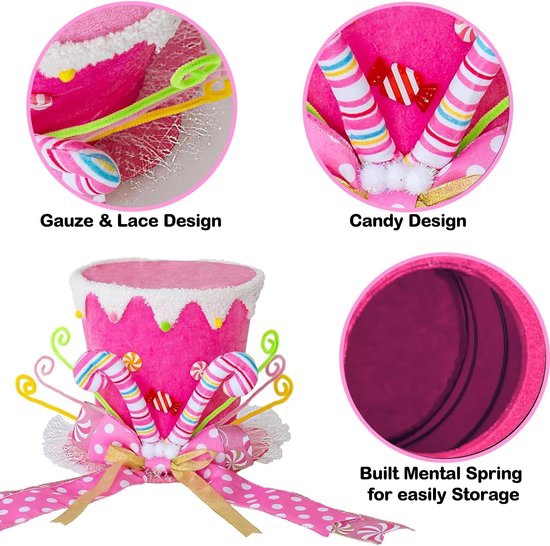 Gauze & Lace Design
Candy Design
Built Mental Spring
for easily Storage